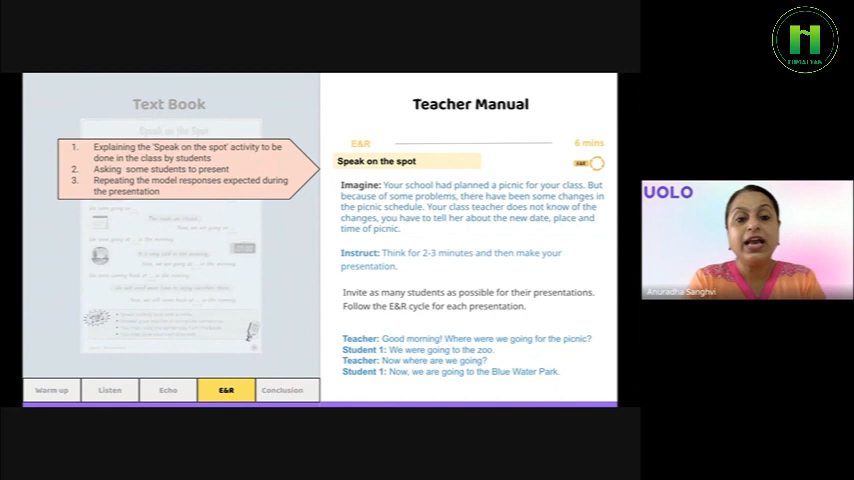 Text Book
Teacher Manual
Speak on the Spot
1. Explaining the 'Speak on the spot' activity to be
done in the class by students
2. Asking some students to present
3. Repeating the model responses expected during
the presentation
E&R
6 mins
Speak on the spot
E&R
Imagine: Your school had planned a picnic for your class. But
because of some problems, there have been some changes in
the picnic schedule. Your class teacher does not know of the
changes, you have to tell her about the new date, place and
time of picnic.
Instruct: Think for 2-3 minutes and then make your
presentation.
Invite as many students as possible for their presentations.
Follow the E&R cycle for each presentation.
Teacher: Good morning! Where were we going for the picnic?
Student 1: We were going to the zoo.
Teacher: Now where are we going?
Student 1: Now, we are going to the Blue Water Park.
Warm up
Listen
Echo
E&R
Conclusion
UOLO
Anuradha Sanghvi